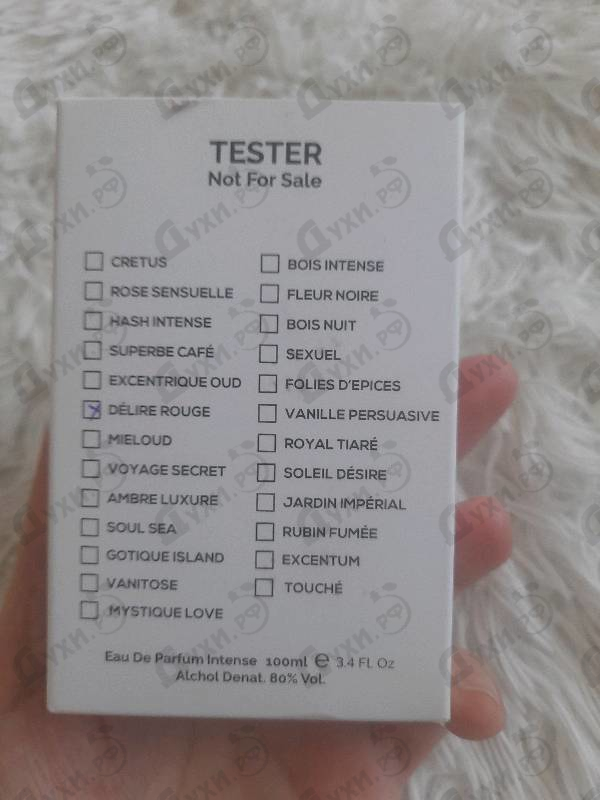 TESTER
Not For Sale
CRETUS
ROSE SENSUELLE
HASH INTENSE
SUPERBE CAFÉ
EXCENTRIQUE OUD
DÉLIRE ROUGE
MIELOUD
VOYAGE SECRET
AMBRE LUXURE
SOUL SEA
GOTIQUE ISLAND
VANITOSE
MYSTIQUE LOVE
BOIS INTENSE
FLEUR NOIRE
BOIS NUIT
SEXUEL
FOLIES D'EPICES
VANILLE PERSUASIVE
ROYAL TIARÉ
SOLEIL DÉSIRE
JARDIN IMPÉRIAL
RUBIN FUMÉE
EXCENTUM
TOUCHÉ
Eau De Parfum Intense 100ml ℮ 3.4 FL Oz
Alchol Denat. 80% Vol.
Духи.рф